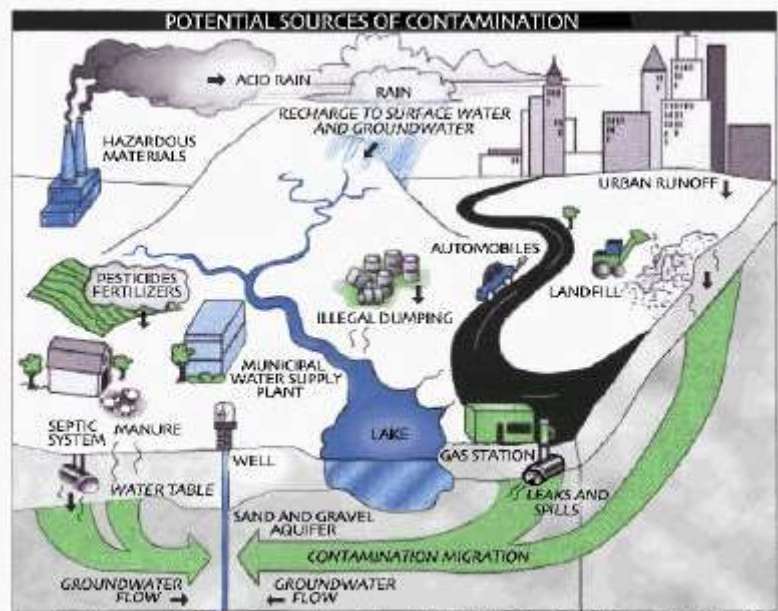 POTENTIAL SOURCES OF CONTAMINATION
ACID RAIN
RAIN
RECHARGE TO SURFACE WATER
AND GROUNDWATER
HAZARDOUS
MATERIALS
URBAN RUNOFF
AUTOMOBILES
PESTICIDES
FERTILIZERS
LANDFILL
ILLEGAL DUMPING
MUNICIPAL
WATER SUPPLY
PLANT
SEPTIC
SYSTEM
MANURE
LAKE
WELL
GAS STATION
WATER TABLE
LEAKS AND
SPILLS
SAND AND GRAVEL
AQUIFER
CONTAMINATION MIGRATION
GROUNDWATER
FLOW
GROUNDWATER
FLOW